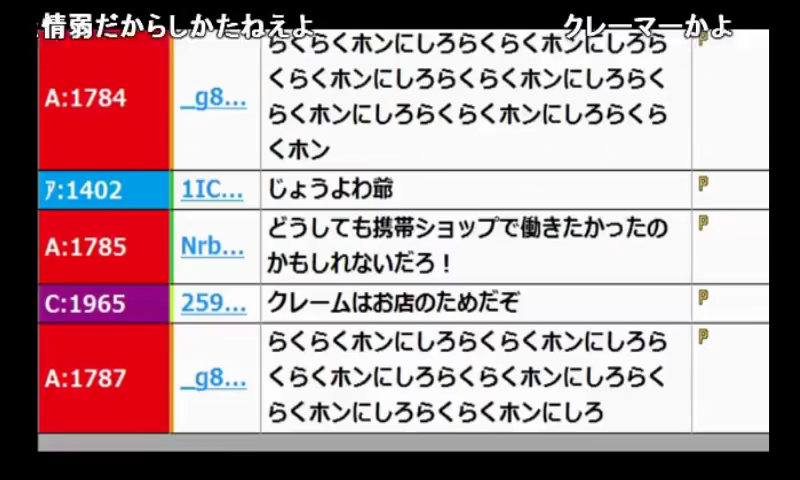 情弱だからしかたねえよ クレーマーかよ
らくらくホンにしろらくらくホンにしろら
A:1784 _g8... くらくホンにしろらくらくホンにしろらく
らくホンにしろらくらくホンにしろらくら
くホン P
ｱ:1402 1IC... じょうよわ爺 P
どうしても携帯ショップで働きたかったの P
A:1785 Nrb... かもしれないだろ！
C:1965 259... クレームはお店のためだぞ P
らくらくホンにしろらくらくホンにしろら P
A:1787 _g8... くらくホンにしろらくらくホンにしろらく
らくホンにしろらくらくホンにしろ